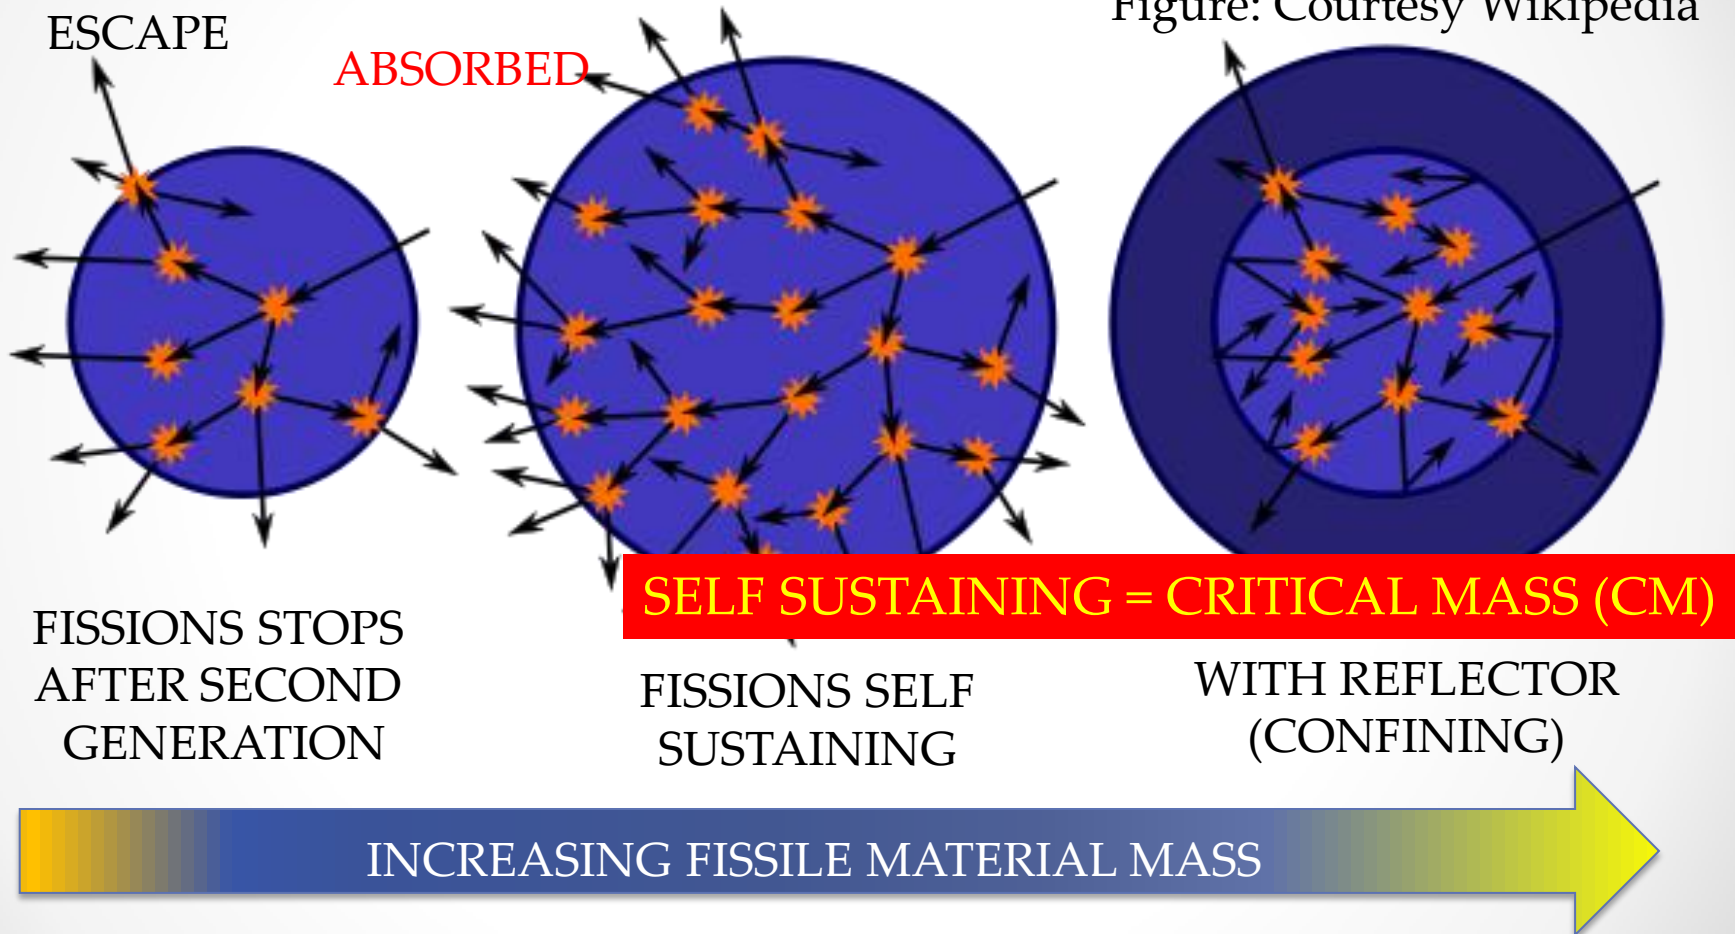 Figure: Courtesy Wikipedia
ESCAPE
ABSORBED
SELF SUSTAINING = CRITICAL MASS (CM)
FISSIONS STOPS
AFTER SECOND
GENERATION
FISSIONS SELF
SUSTAINING
WITH REFLECTOR
(CONFINING)
INCREASING FISSILE MATERIAL MASS